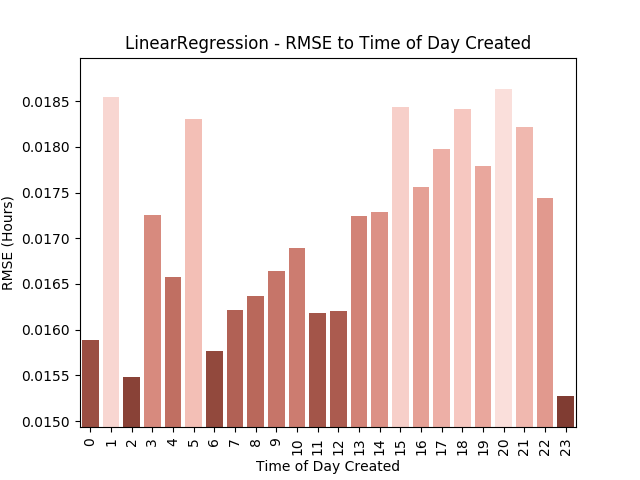 LinearRegression - RMSE to Time of Day Created
RMSE (Hours)
0.0185
0.0180
0.0175
0.0170
0.0165
0.0160
0.0155
0.0150
0 1 2 3 4 5 6 7 8 9 10 11 12 13 14 15 16 17 18 19 20 21 22 23
Time of Day Created